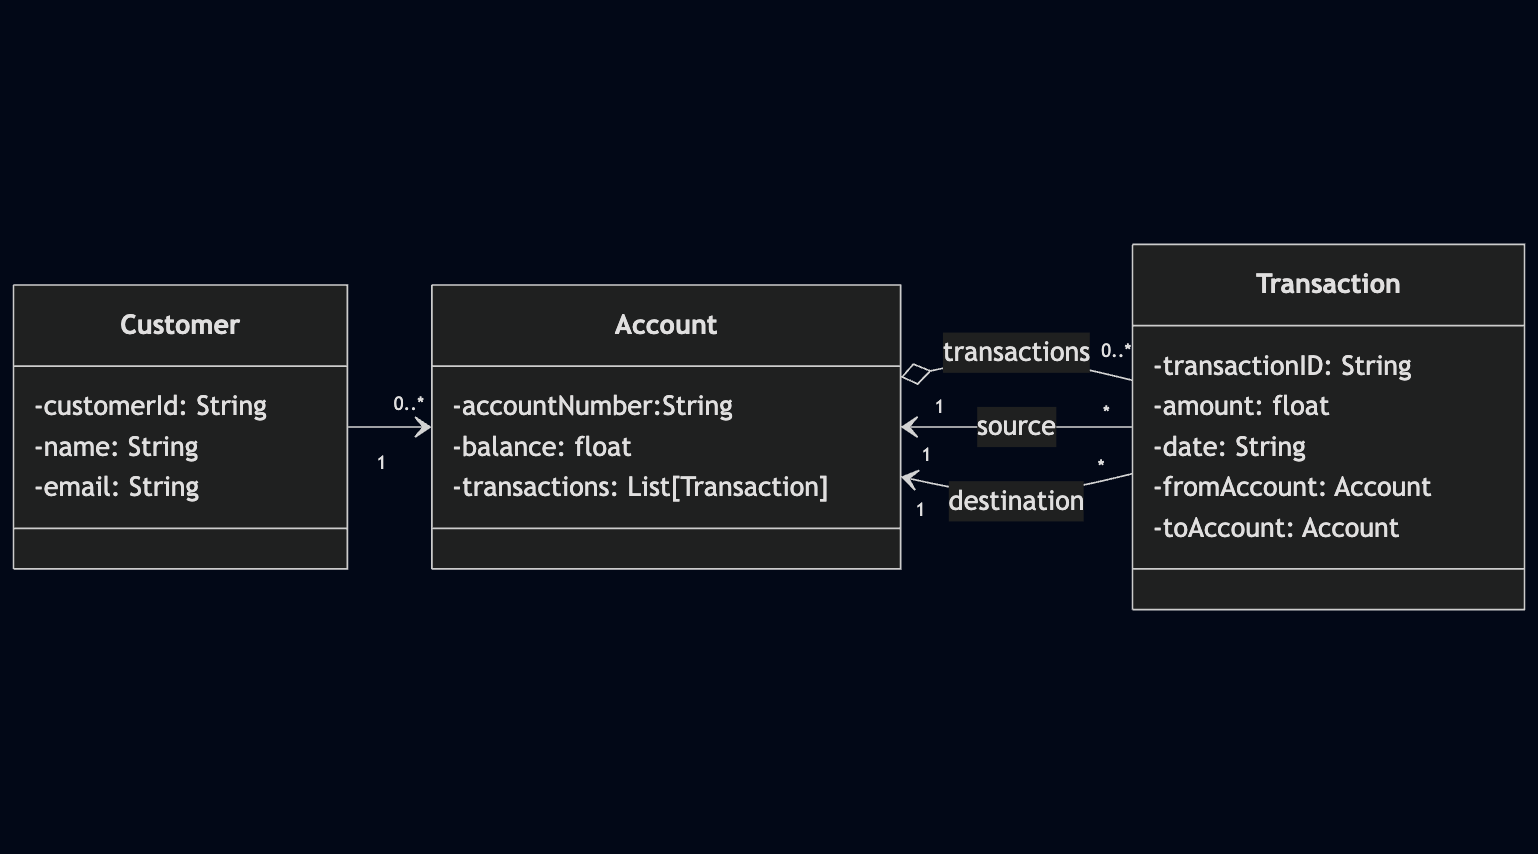 Customer
-customerId: String
-name: String
-email: String
0..*
1
Account
-accountNumber:String
-balance: float
-transactions: List[Transaction]
transactions
0..*
1
source
*
1
destination
*
1
Transaction
-transactionID: String
-amount: float
-date: String
-fromAccount: Account
-toAccount: Account